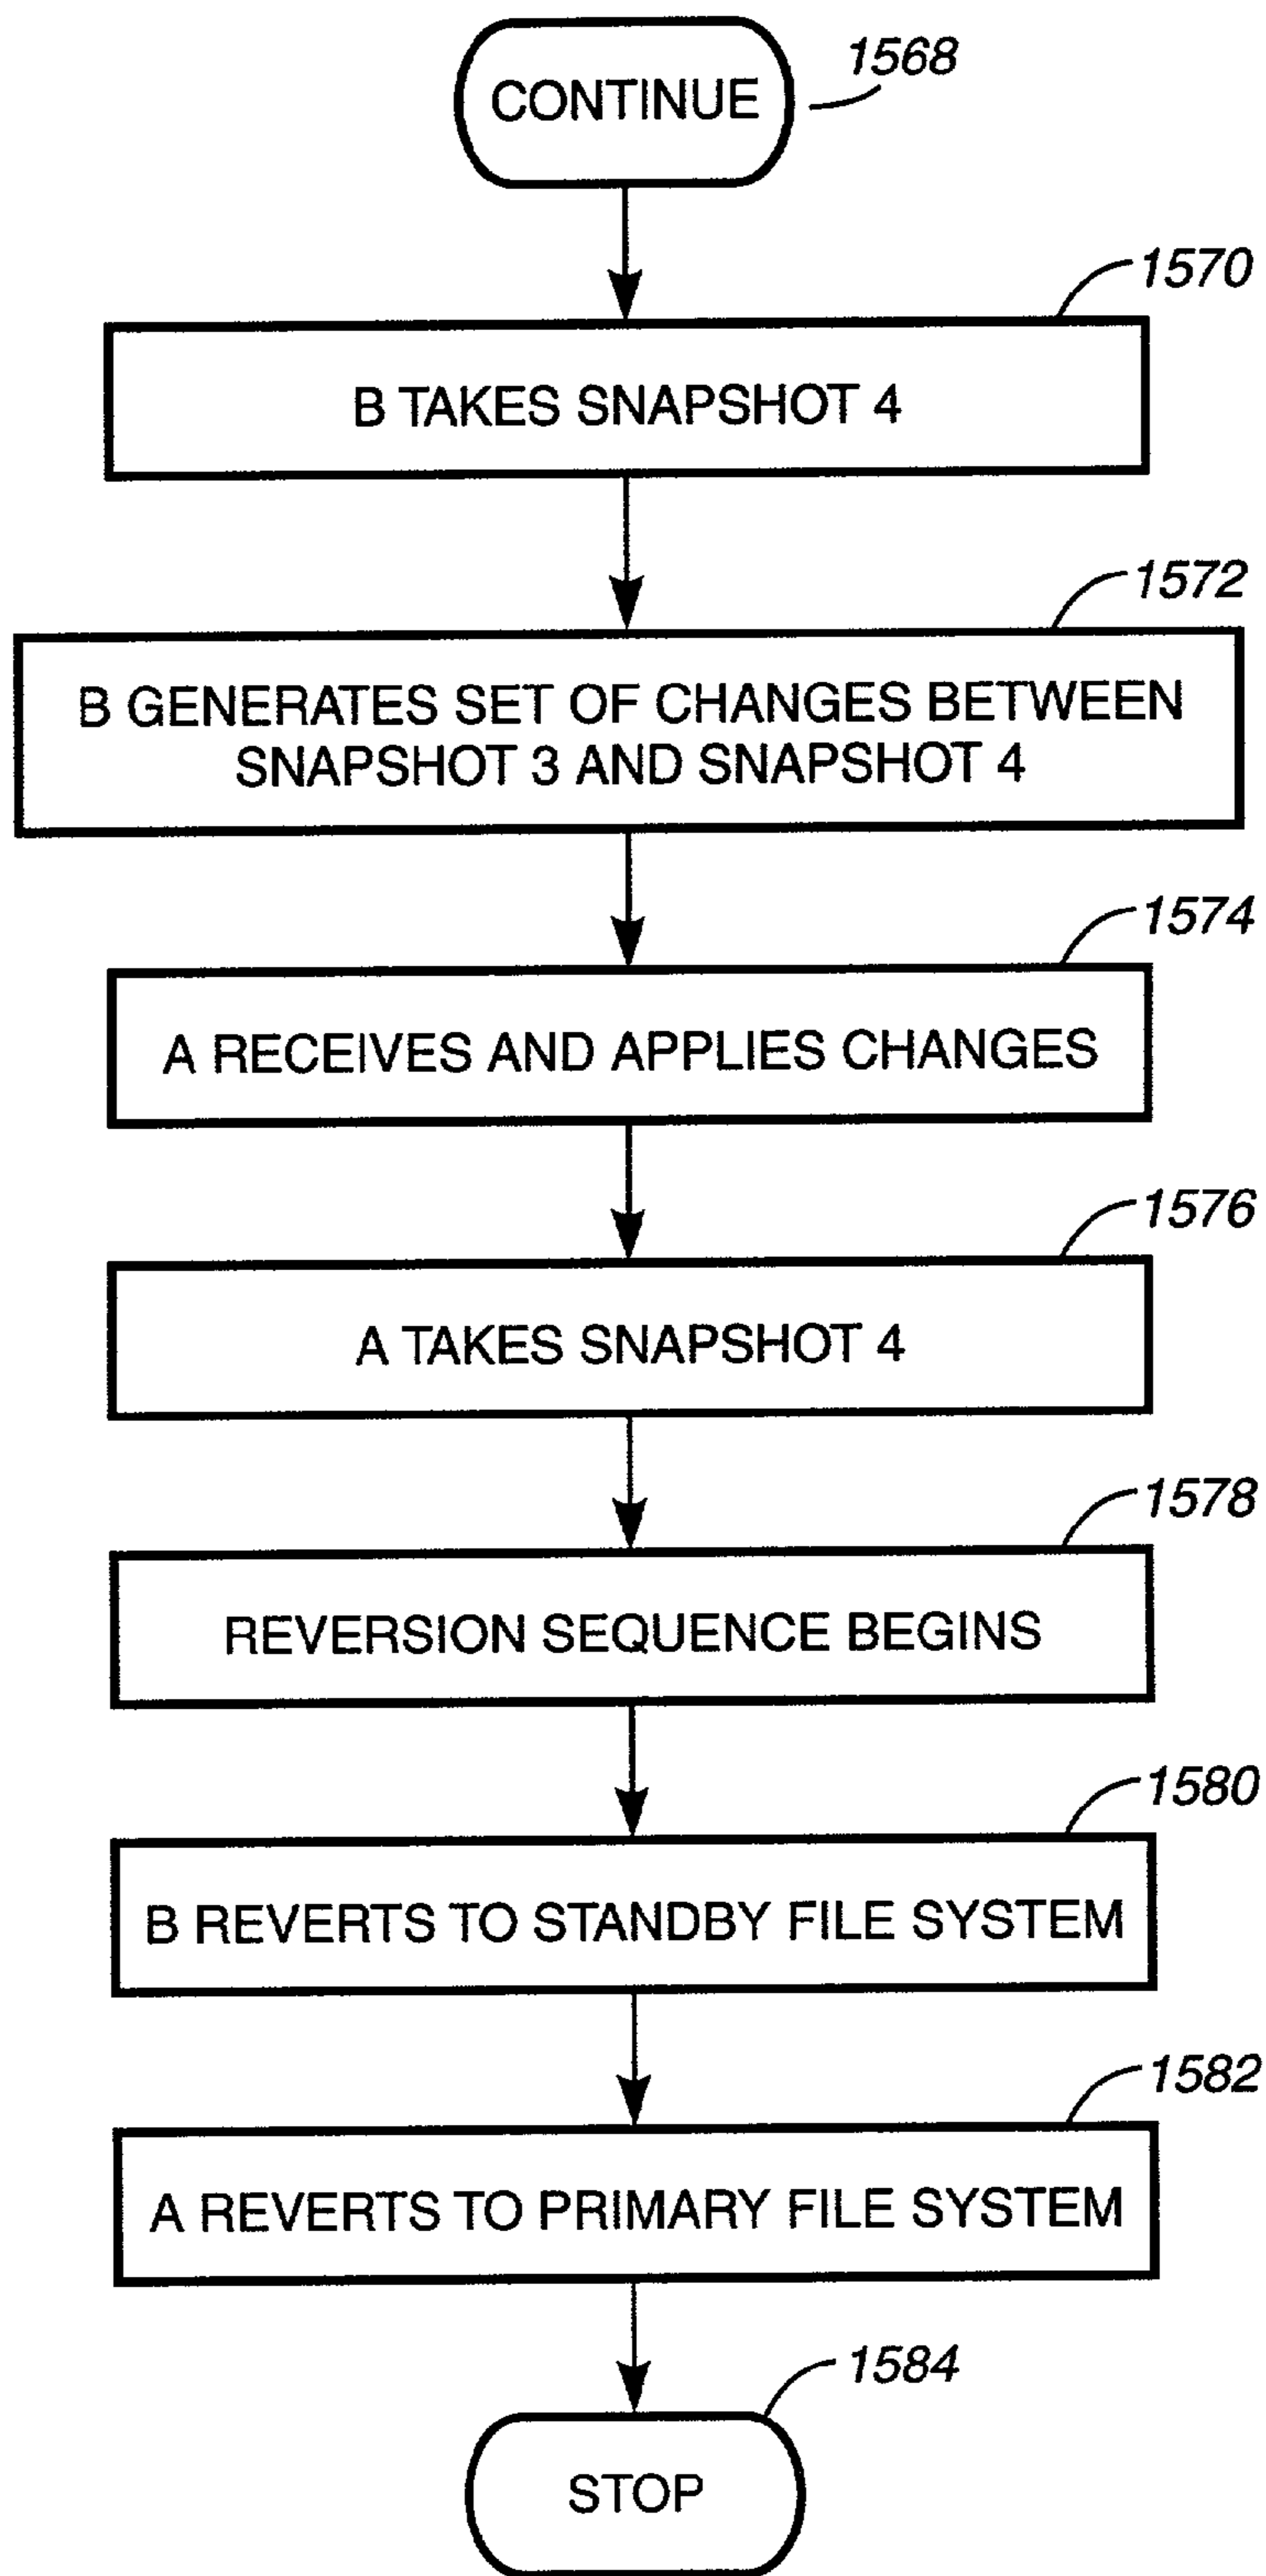 CONTINUE
1568
1570
B TAKES SNAPSHOT 4
1572
B GENERATES SET OF CHANGES BETWEEN
SNAPSHOT 3 AND SNAPSHOT 4
1574
A RECEIVES AND APPLIES CHANGES
1576
A TAKES SNAPSHOT 4
1578
REVERSION SEQUENCE BEGINS
1580
B REVERTS TO STANDBY FILE SYSTEM
1582
A REVERTS TO PRIMARY FILE SYSTEM
1584
STOP